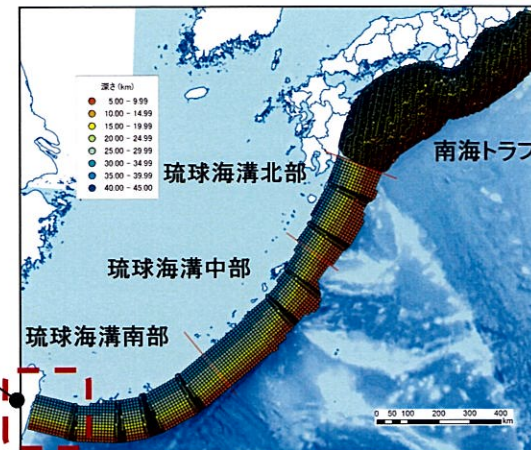 深さ(km)
5.00 - 9.99
10.00 - 14.99
15.00 - 19.99
20.00 - 24.99
25.00 - 29.99
30.00 - 34.99
35.00 - 39.99
40.00 - 45.00
南海トラフ
琉球海溝北部
琉球海溝中部
琉球海溝南部
0 50 100 200 300 400
km